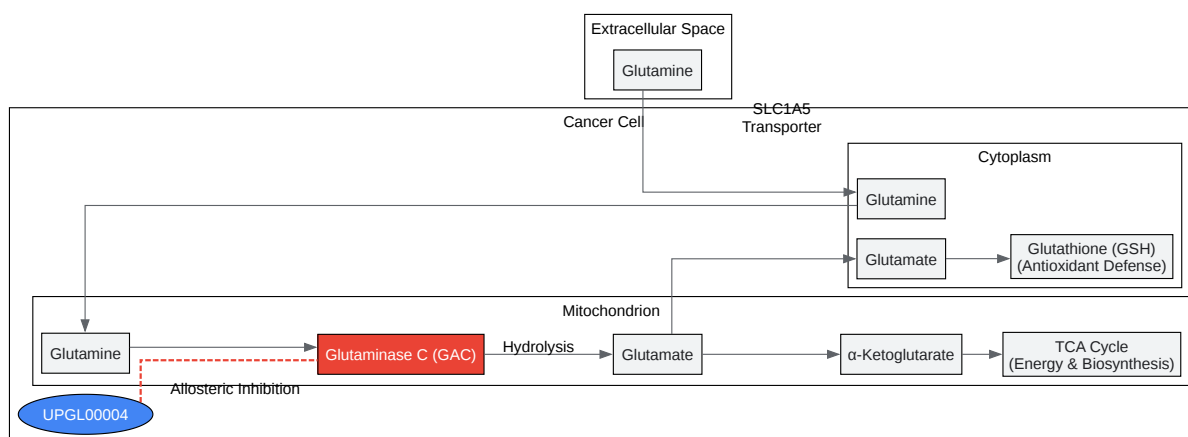 Extracellular Space
Glutamine
SLC1A5
Transporter
Cancer Cell
Cytoplasm
Glutamine
Glutamate
Glutathione (GSH)
(Antioxidant Defense)
Mitochondrion
Glutamine
Glutaminase C (GAC)
Hydrolysis
Glutamate
α-Ketoglutarate
TCA Cycle
(Energy & Biosynthesis)
Allosteric Inhibition
UPGL00004